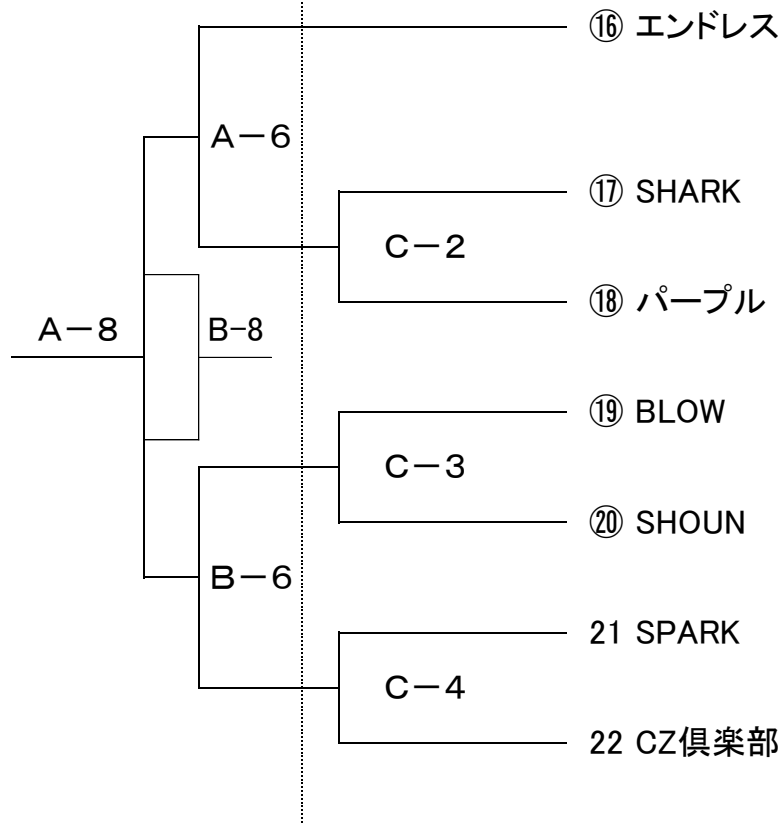 ⑯ エンドレス
A－6
⑰ SHARK
C－2
⑱ パープル
A－8
B-8
⑲ BLOW
C－3
⑳ SHOUN
B－6
21 SPARK
C－4
22 CZ倶楽部